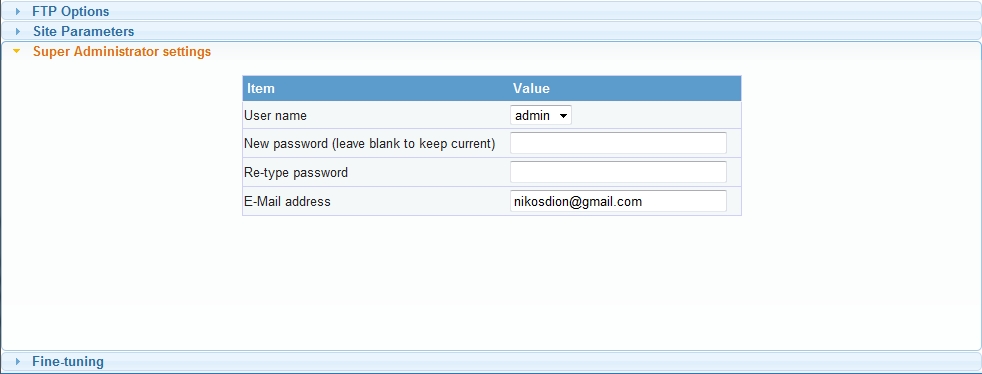 FTP Options
Site Parameters
Super Administrator settings
Item Value
User name admin
New password (leave blank to keep current)
Re-type password
E-Mail address nikosdion@gmail.com
Fine-tuning